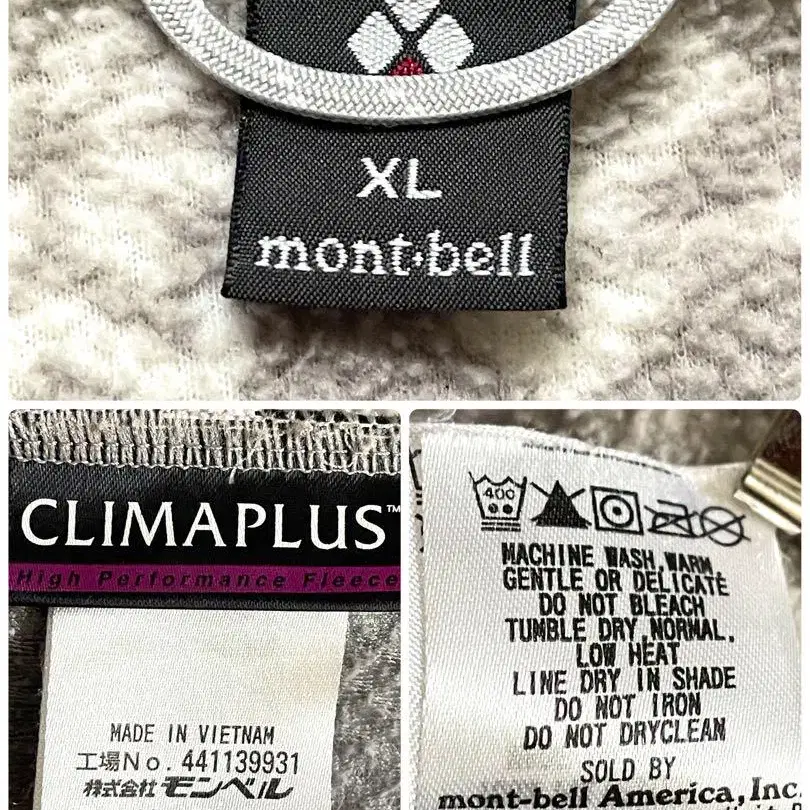 XL
mont·bell
CLIMAPLUS™
High Performance Fleece
MADE IN VIETNAM
工場No. 441139931
株式会社モンベル
400
MACHINE WASH, WARM,
GENTLE OR DELICATE
DO NOT BLEACH
TUMBLE DRY, NORMAL.
LOW HEAT
LINE DRY IN SHADE
DO NOT IRON
DO NOT DRYCLEAN
SOLD BY
mont-bell America, Inc.